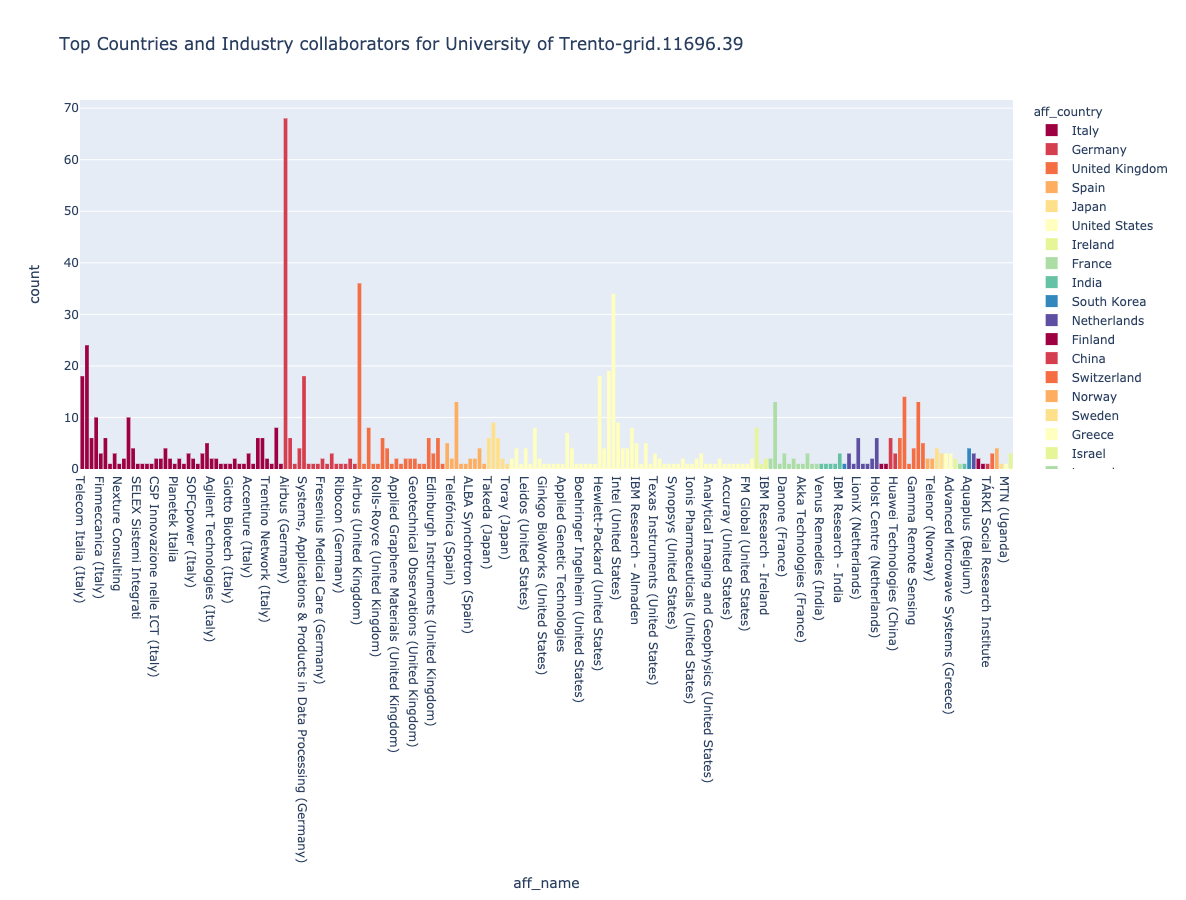 Top Countries and Industry collaborators for University of Trento-grid.11696.39
count
70
60
50
40
30
20
10
0
aff_country
Italy
Germany
United Kingdom
Spain
Japan
United States
Ireland
France
India
South Korea
Netherlands
Finland
China
Switzerland
Norway
Sweden
Greece
Israel
Telecom Italia (Italy)
Finmeccanica (Italy)
Nexture Consulting
SELEX Sistemi Integrati
CSP Innovazione nelle ICT (Italy)
Planetek Italia
SOFCpower (Italy)
Agilent Technologies (Italy)
Giotto Biotech (Italy)
Accenture (Italy)
Trentino Network (Italy)
Airbus (Germany)
Systems, Applications & Products in Data Processing (Germany)
Fresenius Medical Care (Germany)
Ribocon (Germany)
Airbus (United Kingdom)
Rolls-Royce (United Kingdom)
Applied Graphene Materials (United Kingdom)
Geotechnical Observations (United Kingdom)
Edinburgh Instruments (United Kingdom)
Telefónica (Spain)
ALBA Synchrotron (Spain)
Takeda (Japan)
Toray (Japan)
Leidos (United States)
Ginkgo BioWorks (United States)
Applied Genetic Technologies
Boehringer Ingelheim (United States)
Hewlett-Packard (United States)
Intel (United States)
IBM Research - Almaden
Texas Instruments (United States)
Synopsys (United States)
Ionis Pharmaceuticals (United States)
Analytical Imaging and Geophysics (United States)
Accuray (United States)
FM Global (United States)
IBM Research - Ireland
Danone (France)
Akka Technologies (France)
Venus Remedies (India)
IBM Research - India
LioniX (Netherlands)
Holst Centre (Netherlands)
Huawei Technologies (China)
Gamma Remote Sensing
Telenor (Norway)
Advanced Microwave Systems (Greece)
Aquaplus (Belgium)
TÁRKI Social Research Institute
MTN (Uganda)
aff_name